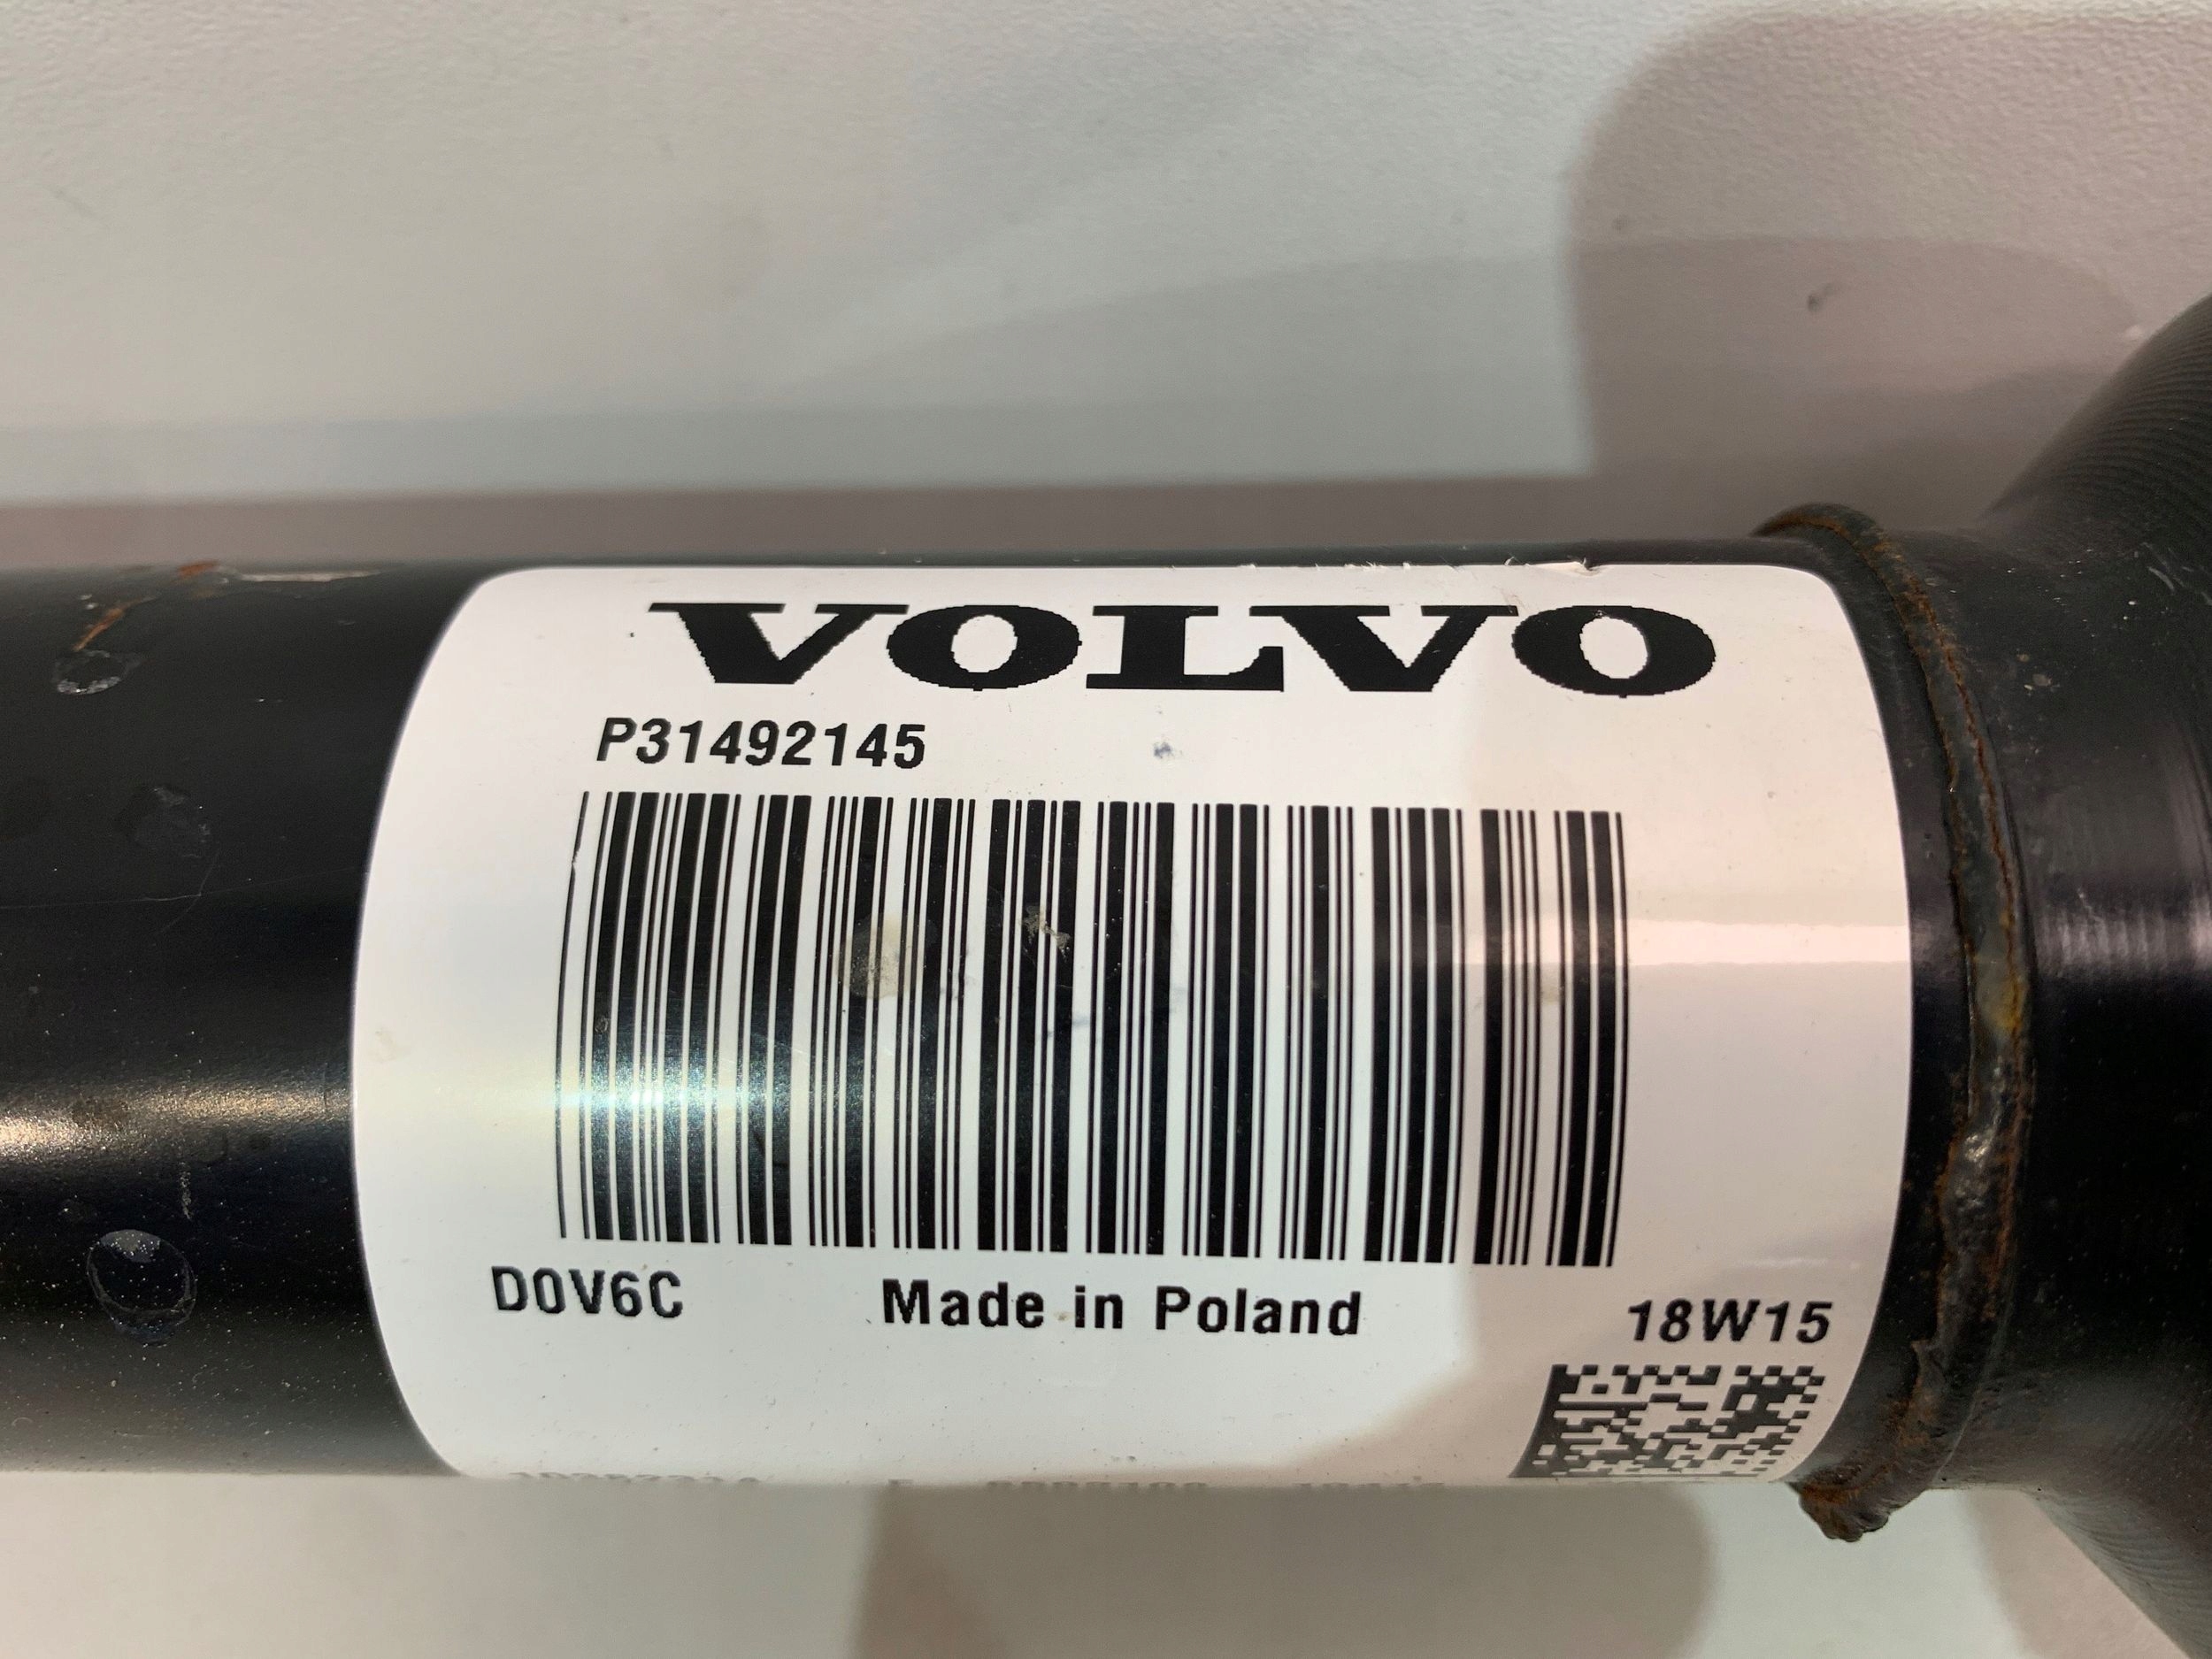 VOLVO
P31492145
D0V6C
Made in Poland
18W15